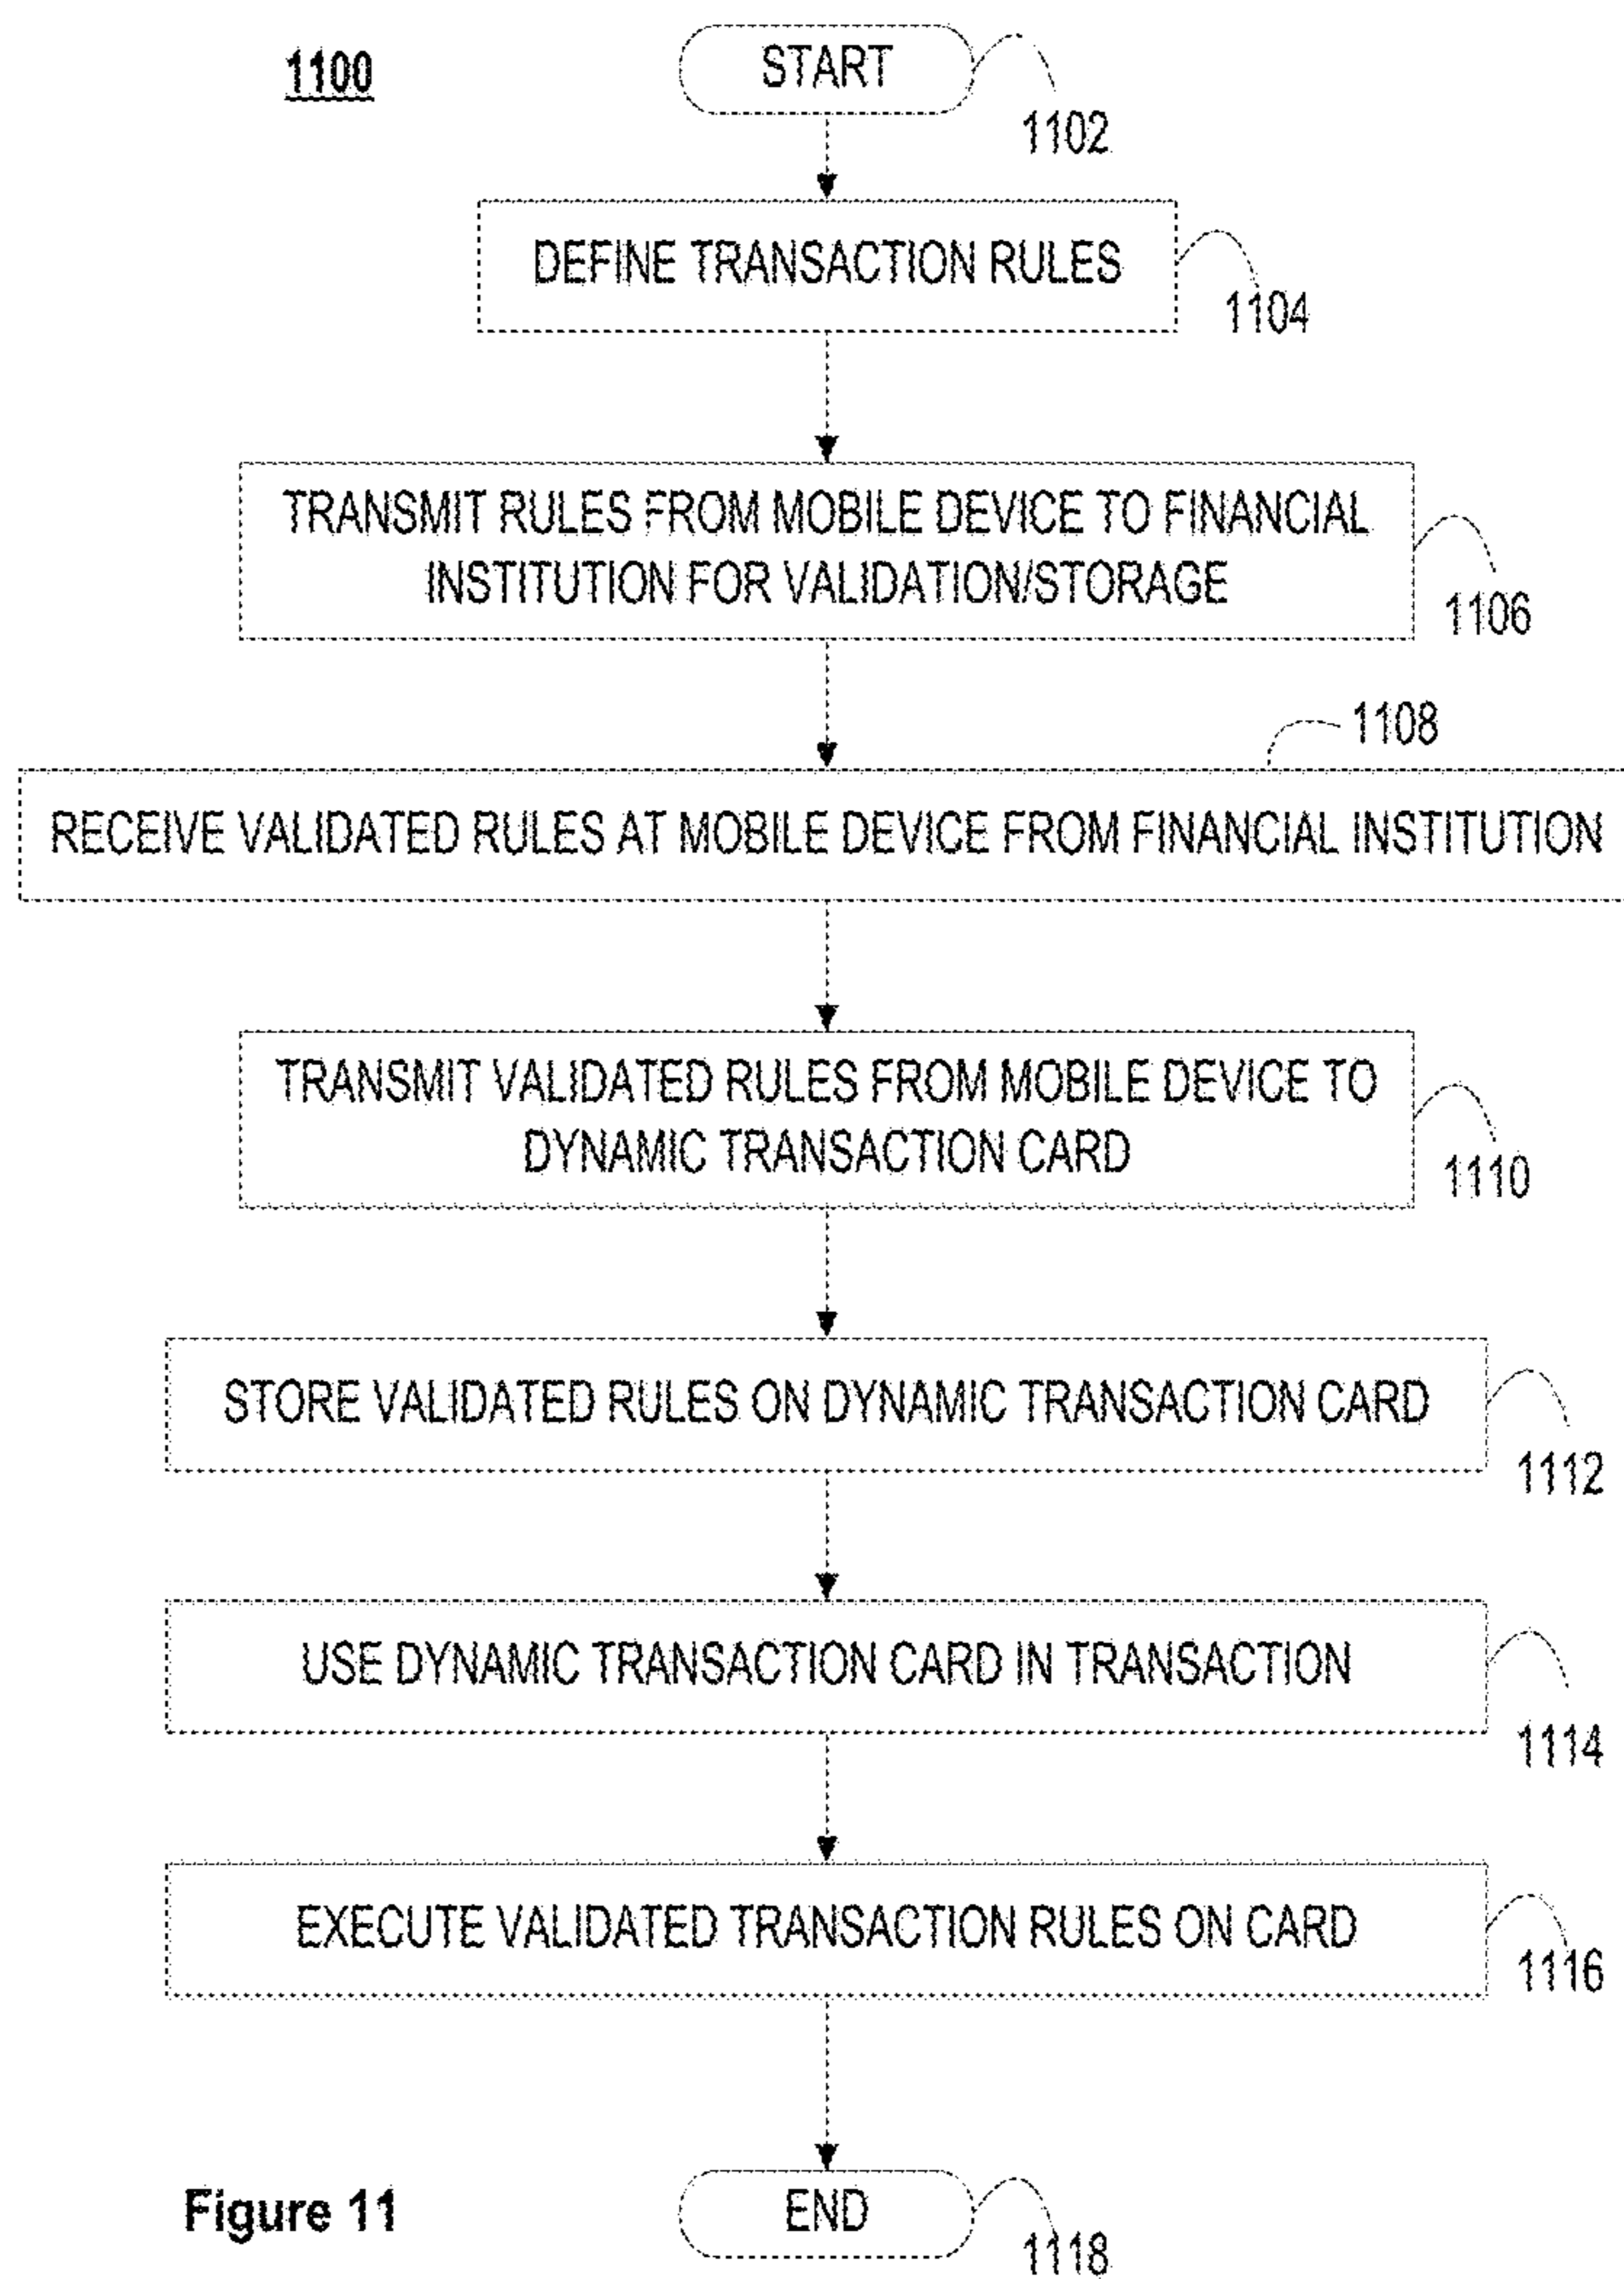 1100
START
1102
DEFINE TRANSACTION RULES
1104
TRANSMIT RULES FROM MOBILE DEVICE TO FINANCIAL
INSTITUTION FOR VALIDATION/STORAGE
1106
1108
RECEIVE VALIDATED RULES AT MOBILE DEVICE FROM FINANCIAL INSTITUTION
TRANSMIT VALIDATED RULES FROM MOBILE DEVICE TO
DYNAMIC TRANSACTION CARD
1110
STORE VALIDATED RULES ON DYNAMIC TRANSACTION CARD
1112
USE DYNAMIC TRANSACTION CARD IN TRANSACTION
1114
EXECUTE VALIDATED TRANSACTION RULES ON CARD
1116
END
1118
Figure 11